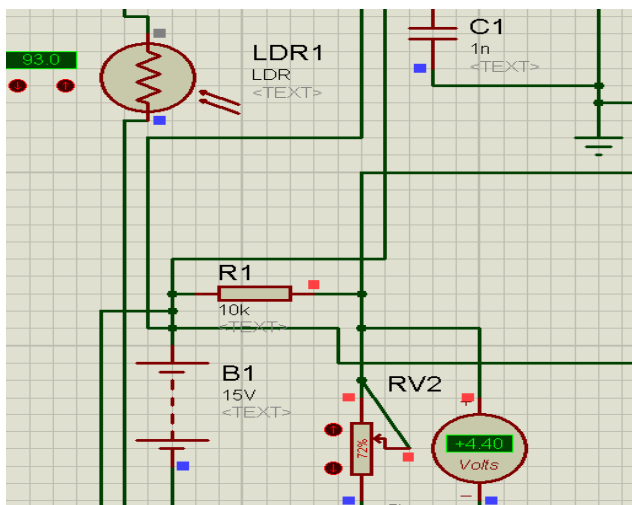 C1
1n
<TEXT>
93.0
LDR1
LDR
<TEXT>
R1
10k
<TEXT>
B1
15V
<TEXT>
RV2
72%
+
+4.40
Volts